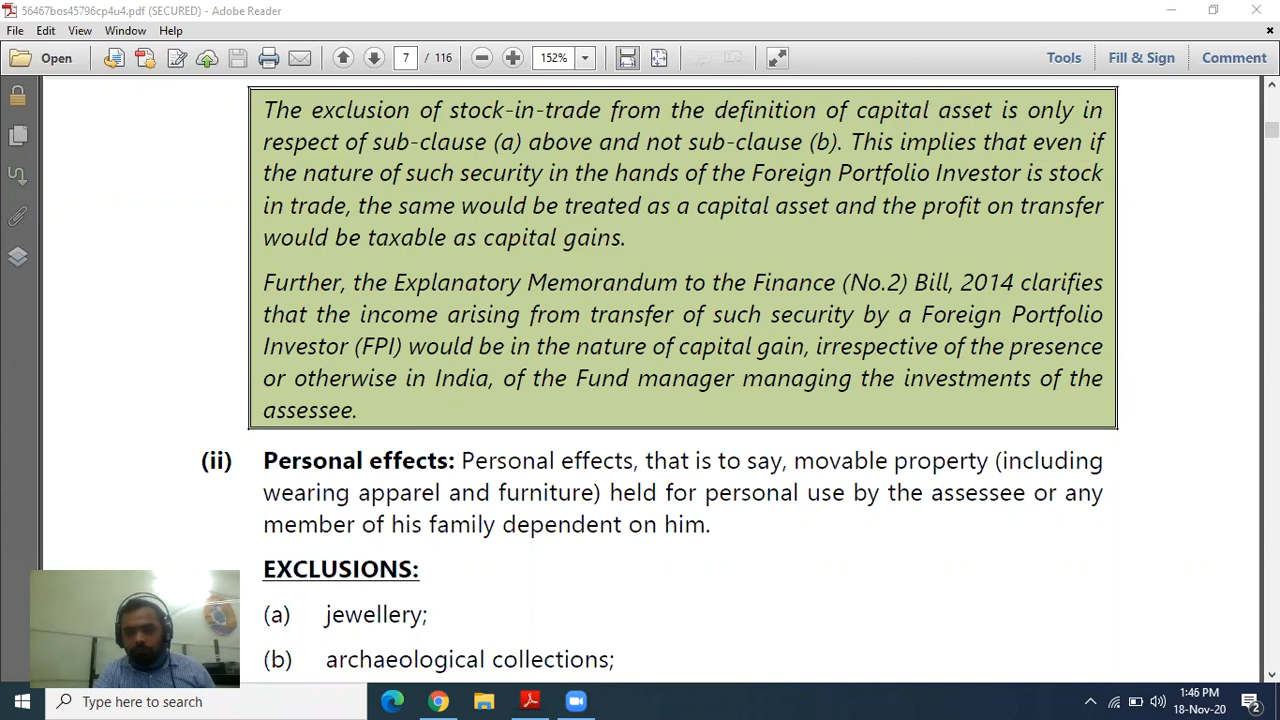 56467bos45796cp4u4.pdf (SECURED) - Adobe Reader
File Edit View Window Help
Open 7 / 116 152% Tools Fill & Sign Comment
The exclusion of stock-in-trade from the definition of capital asset is only in
respect of sub-clause (a) above and not sub-clause (b). This implies that even if
the nature of such security in the hands of the Foreign Portfolio Investor is stock
in trade, the same would be treated as a capital asset and the profit on transfer
would be taxable as capital gains.
Further, the Explanatory Memorandum to the Finance (No.2) Bill, 2014 clarifies
that the income arising from transfer of such security by a Foreign Portfolio
Investor (FPI) would be in the nature of capital gain, irrespective of the presence
or otherwise in India, of the Fund manager managing the investments of the
assessee.
(ii) Personal effects: Personal effects, that is to say, movable property (including
wearing apparel and furniture) held for personal use by the assessee or any
member of his family dependent on him.
EXCLUSIONS:
(a) jewellery;
(b) archaeological collections;
Type here to search
1:46 PM
18-Nov-20
2